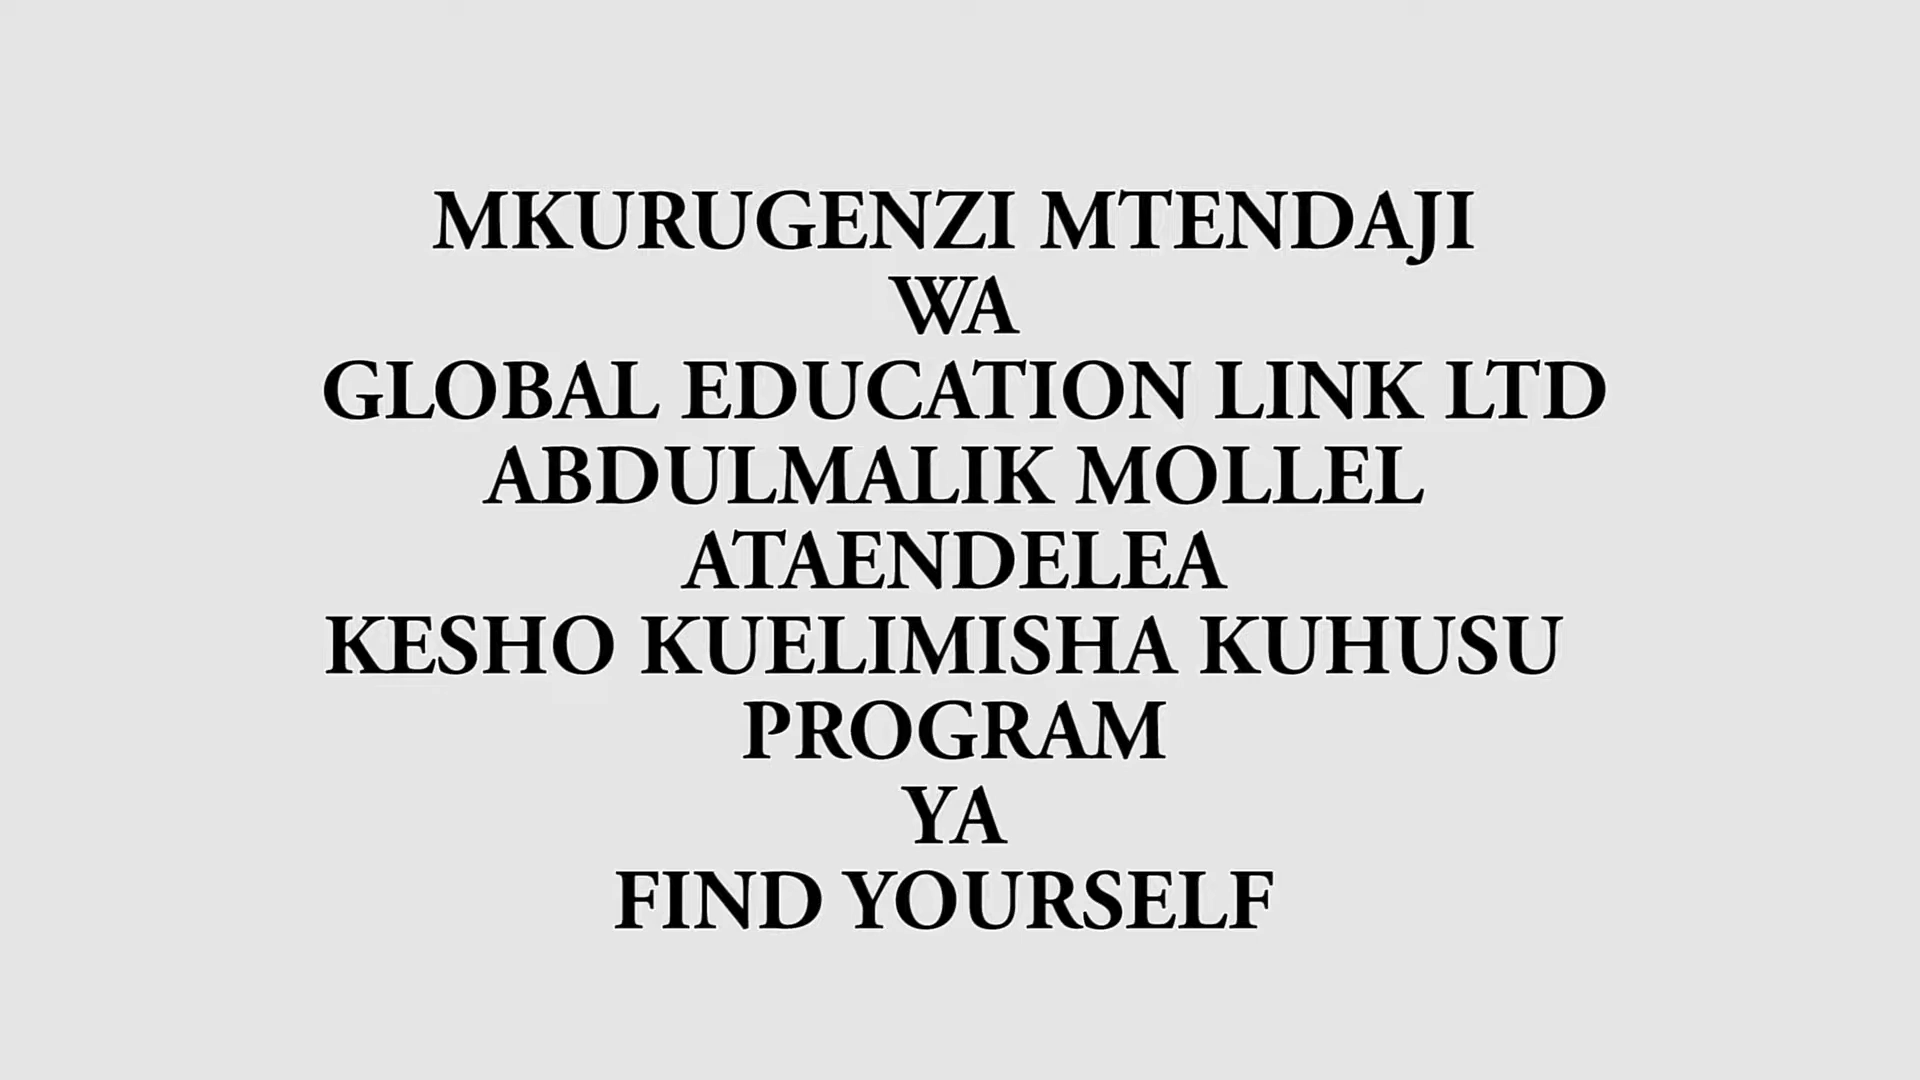 MKURUGENZI MTENDAJI
WA
GLOBAL EDUCATION LINK LTD
ABDULMALIK MOLLEL
ATAENDELEA
KESHO KUELIMISHA KUHUSU
PROGRAM
YA
FIND YOURSELF